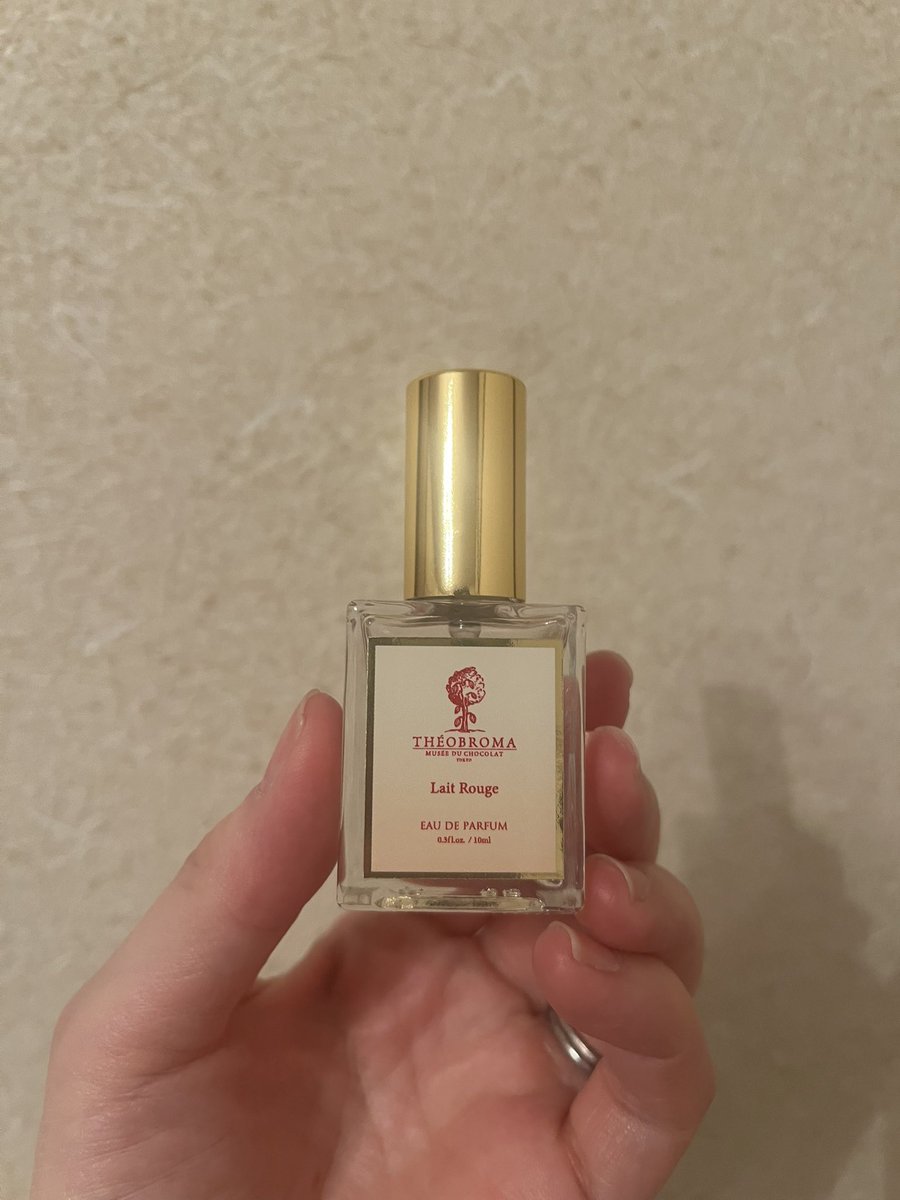 THÉOBROMA
MUSÉE DU CHOCOLAT
TOKYO
Lait Rouge
EAU DE PARFUM
0.3fl.oz. / 10ml